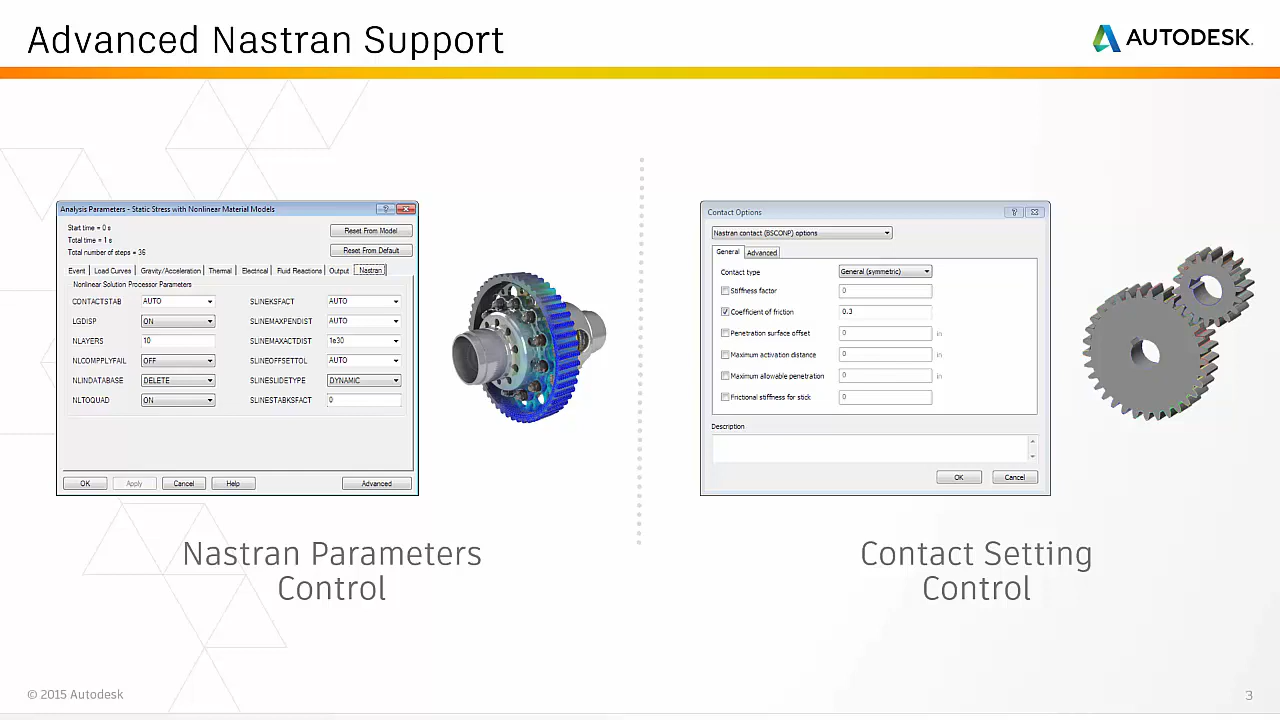 Advanced Nastran Support
AUTODESK.
Analysis Parameters - Static Stress with Nonlinear Material Models
Start time = 0 s
Total time = 1 s
Total number of steps = 36
Reset From Model
Reset From Default
Event Load Curves Gravity/Acceleration Thermal Electrical Fluid Reactions Output Nastran
Nonlinear Solution Processor Parameters
CONTACTSTAB AUTO SLINEKSFACT AUTO
LGDISP ON SLINEMAXPENDIST AUTO
NLAYERS 10 SLINEMAXACTDIST 1e30
NLCOMPLYFAIL OFF SLINEOFFSETTOL AUTO
NLINDATABASE DELETE SLINESLIDETYPE DYNAMIC
NLTOQUAD ON SLINESTABKSFACT 0
OK Apply Cancel Help Advanced
Nastran Parameters
Control
Contact Options
Nastran contact (BSCONP) options
General Advanced
Contact type General (symmetric)
Stiffness factor 0
Coefficient of friction 0.3
Penetration surface offset 0 in
Maximum activation distance 0 in
Maximum allowable penetration 0 in
Frictional stiffness for stick 0
Description
OK Cancel
Contact Setting
Control
© 2015 Autodesk
3